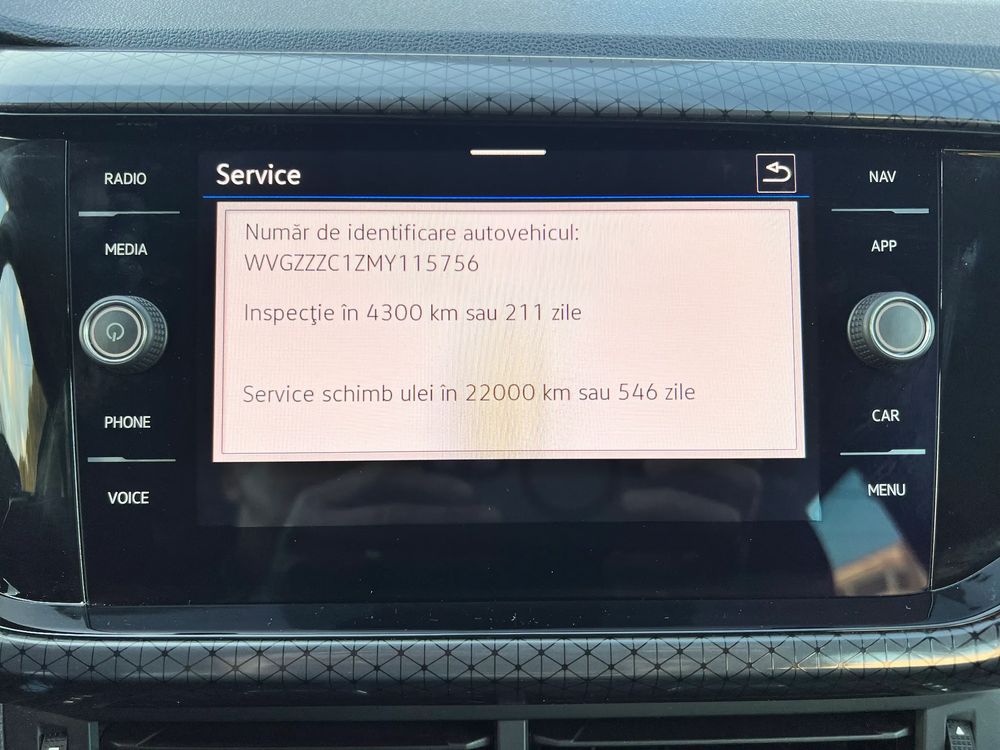 Service
RADIO
MEDIA
PHONE
VOICE
Număr de identificare autovehicul:
WVGZZZC1ZMY115756
Inspecţie în 4300 km sau 211 zile
Service schimb ulei în 22000 km sau 546 zile
NAV
APP
CAR
MENU